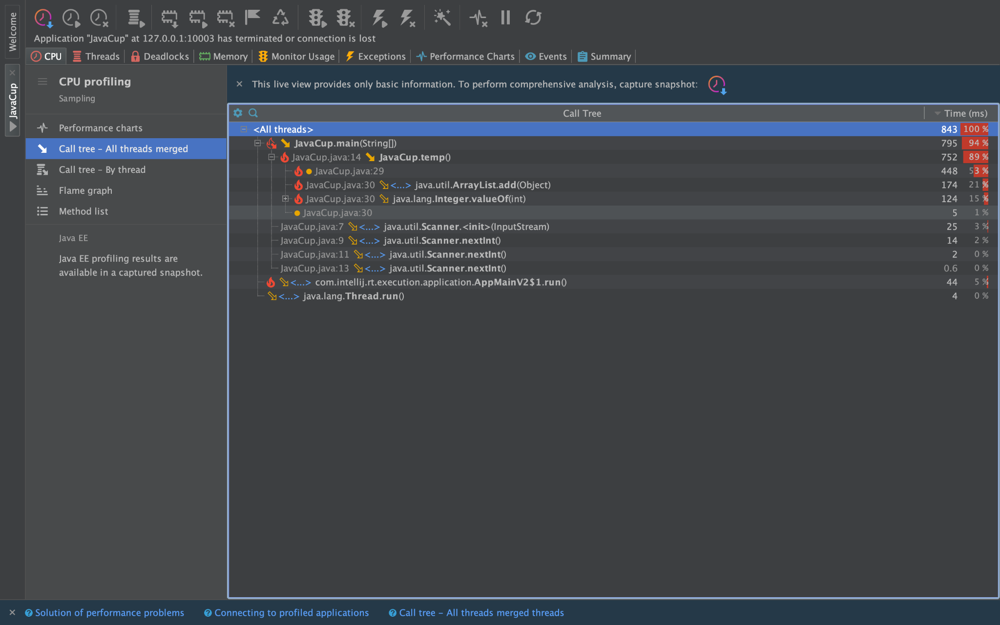 Welcome
JavaCup
Application "JavaCup" at 127.0.0.1:10003 has terminated or connection is lost
CPU Threads Deadlocks Memory Monitor Usage Exceptions Performance Charts Events Summary
CPU profiling
Sampling
Performance charts
Call tree – All threads merged
Call tree – By thread
Flame graph
Method list
Java EE
Java EE profiling results are
available in a captured snapshot.
This live view provides only basic information. To perform comprehensive analysis, capture snapshot:
Call Tree Time (ms)
<All threads> 843 100 %
JavaCup.main(String[]) 795 94 %
JavaCup.java:14 JavaCup.temp() 752 89 %
JavaCup.java:29 448 53 %
JavaCup.java:30 <...> java.util.ArrayList.add(Object) 174 21 %
JavaCup.java:30 java.lang.Integer.valueOf(int) 124 15 %
JavaCup.java:30 5 1 %
JavaCup.java:7 <...> java.util.Scanner.<init>(InputStream) 25 3 %
JavaCup.java:9 <...> java.util.Scanner.nextInt() 14 2 %
JavaCup.java:11 <...> java.util.Scanner.nextInt() 2 0 %
JavaCup.java:13 <...> java.util.Scanner.nextInt() 0.6 0 %
<...> com.intellij.rt.execution.application.AppMainV2$1.run() 44 5 %
<...> java.lang.Thread.run() 4 0 %
Solution of performance problems Connecting to profiled applications Call tree – All threads merged threads